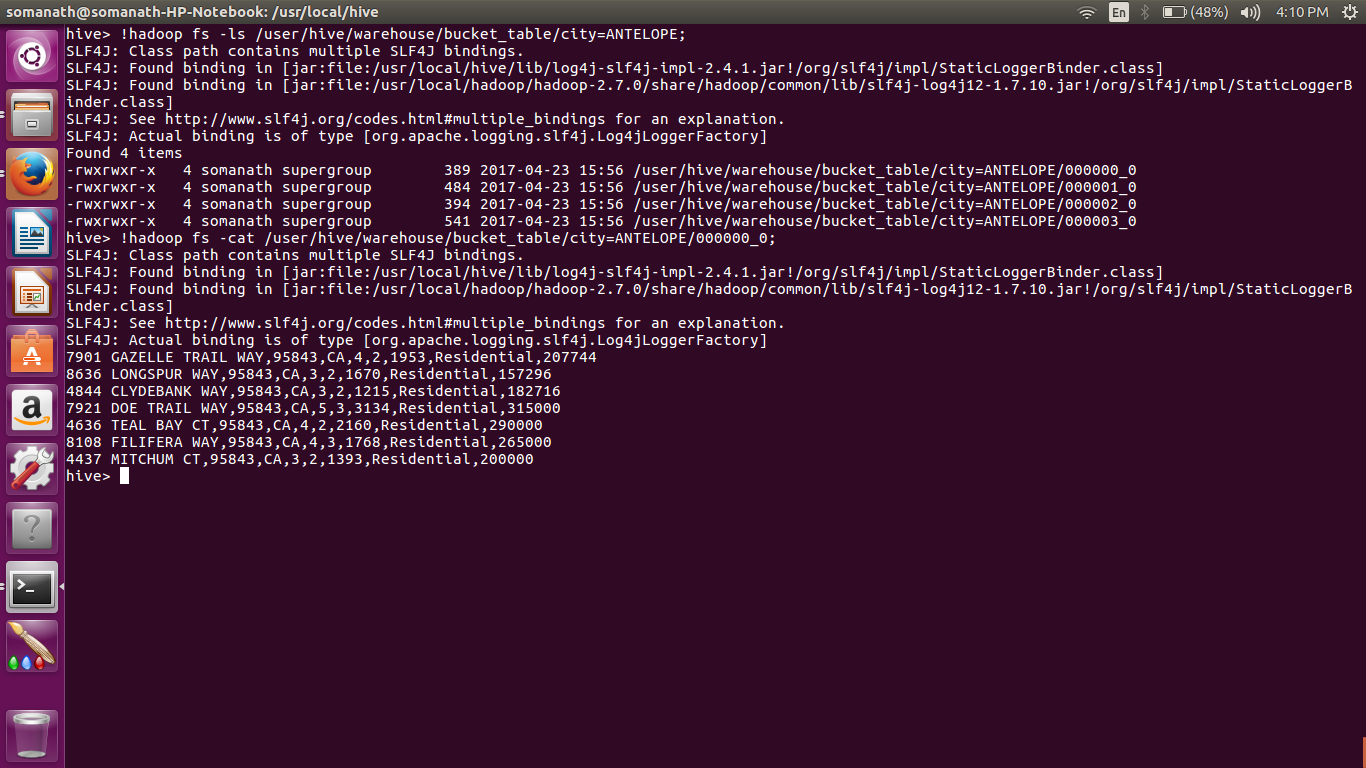 somanath@somanath-HP-Notebook: /usr/local/hive
En
(48%)
4:10 PM
hive> !hadoop fs -ls /user/hive/warehouse/bucket_table/city=ANTELOPE;
SLF4J: Class path contains multiple SLF4J bindings.
SLF4J: Found binding in [jar:file:/usr/local/hive/lib/log4j-slf4j-impl-2.4.1.jar!/org/slf4j/impl/StaticLoggerBinder.class]
SLF4J: Found binding in [jar:file:/usr/local/hadoop/hadoop-2.7.0/share/hadoop/common/lib/slf4j-log4j12-1.7.10.jar!/org/slf4j/impl/StaticLoggerB
inder.class]
SLF4J: See http://www.slf4j.org/codes.html#multiple_bindings for an explanation.
SLF4J: Actual binding is of type [org.apache.logging.slf4j.Log4jLoggerFactory]
Found 4 items
-rwxrwxr-x   4 somanath supergroup        389 2017-04-23 15:56 /user/hive/warehouse/bucket_table/city=ANTELOPE/000000_0
-rwxrwxr-x   4 somanath supergroup        484 2017-04-23 15:56 /user/hive/warehouse/bucket_table/city=ANTELOPE/000001_0
-rwxrwxr-x   4 somanath supergroup        394 2017-04-23 15:56 /user/hive/warehouse/bucket_table/city=ANTELOPE/000002_0
-rwxrwxr-x   4 somanath supergroup        541 2017-04-23 15:56 /user/hive/warehouse/bucket_table/city=ANTELOPE/000003_0
hive> !hadoop fs -cat /user/hive/warehouse/bucket_table/city=ANTELOPE/000000_0;
SLF4J: Class path contains multiple SLF4J bindings.
SLF4J: Found binding in [jar:file:/usr/local/hive/lib/log4j-slf4j-impl-2.4.1.jar!/org/slf4j/impl/StaticLoggerBinder.class]
SLF4J: Found binding in [jar:file:/usr/local/hadoop/hadoop-2.7.0/share/hadoop/common/lib/slf4j-log4j12-1.7.10.jar!/org/slf4j/impl/StaticLoggerB
inder.class]
SLF4J: See http://www.slf4j.org/codes.html#multiple_bindings for an explanation.
SLF4J: Actual binding is of type [org.apache.logging.slf4j.Log4jLoggerFactory]
7901 GAZELLE TRAIL WAY,95843,CA,4,2,1953,Residential,207744
8636 LONGSPUR WAY,95843,CA,3,2,1670,Residential,157296
4844 CLYDEBANK WAY,95843,CA,3,2,1215,Residential,182716
7921 DOE TRAIL WAY,95843,CA,5,3,3134,Residential,315000
4636 TEAL BAY CT,95843,CA,4,2,2160,Residential,290000
8108 FILIFERA WAY,95843,CA,4,3,1768,Residential,265000
4437 MITCHUM CT,95843,CA,3,2,1393,Residential,200000
hive>